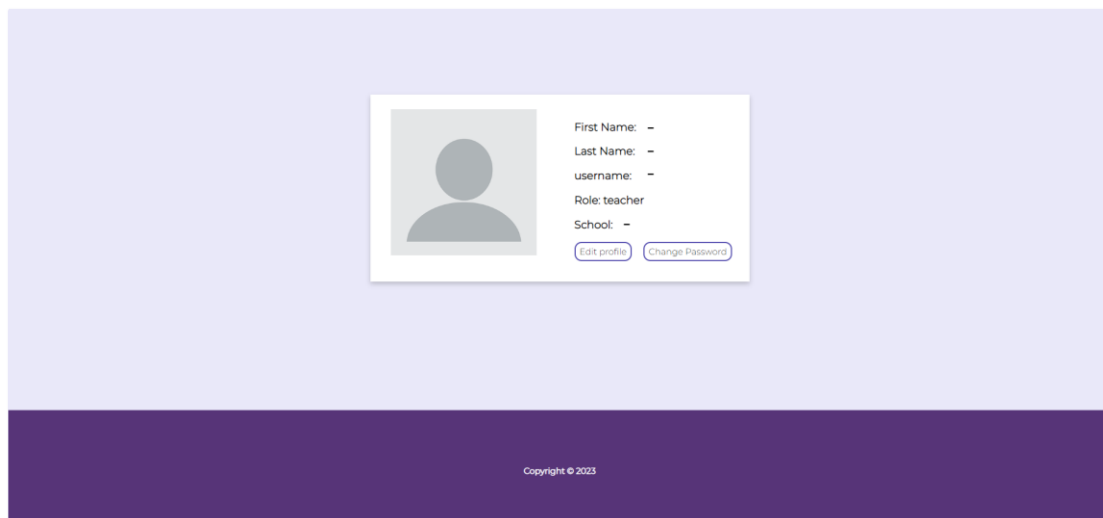 First Name: –
Last Name: –
username: –
Role: teacher
School: –
Edit profile Change Password
Copyright © 2023